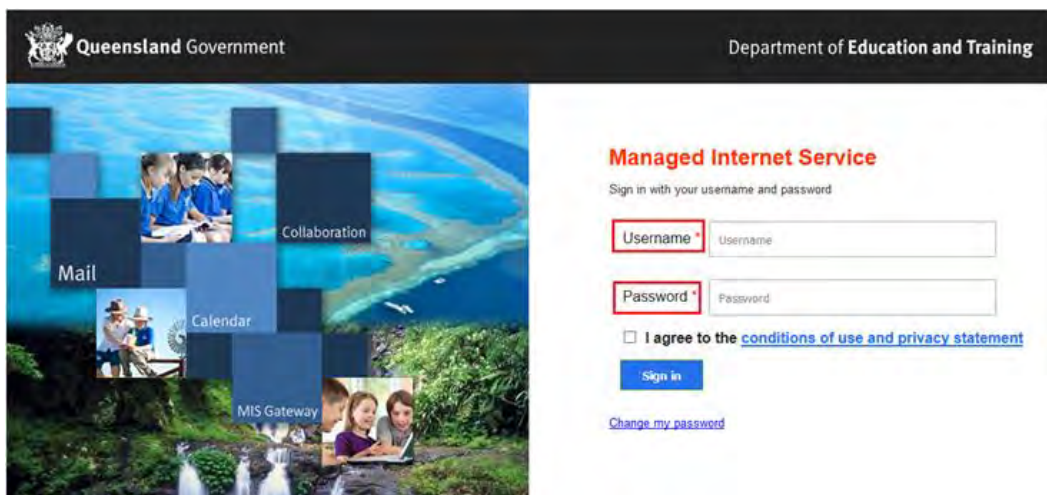 Queensland Government
Department of Education and Training
Collaboration
Mail
Calendar
MIS Gateway
Managed Internet Service
Sign in with your username and password
Username * Username
Password * Password
I agree to the conditions of use and privacy statement
Sign in
Change my password